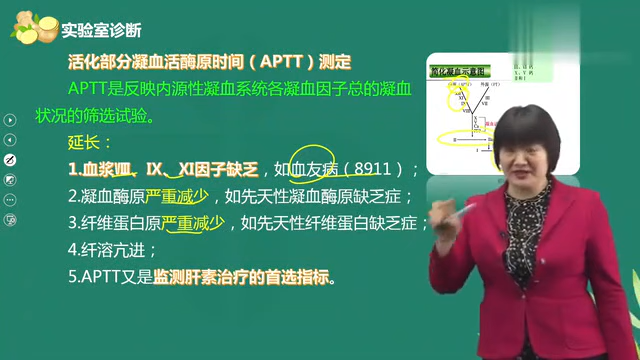 实验室诊断
活化部分凝血活酶原时间（APTT）测定
APTT是反映内源性凝血系统各凝血因子总的凝血
状况的筛选试验。
延长：
1.血浆Ⅷ、Ⅸ、Ⅺ因子缺乏，如血友病（8911）；
2.凝血酶原严重减少，如先天性凝血酶原缺乏症；
3.纤维蛋白原严重减少，如先天性纤维蛋白缺乏症；
4.纤溶亢进；
5.APTT又是监测肝素治疗的首选指标。
简化凝血示意图